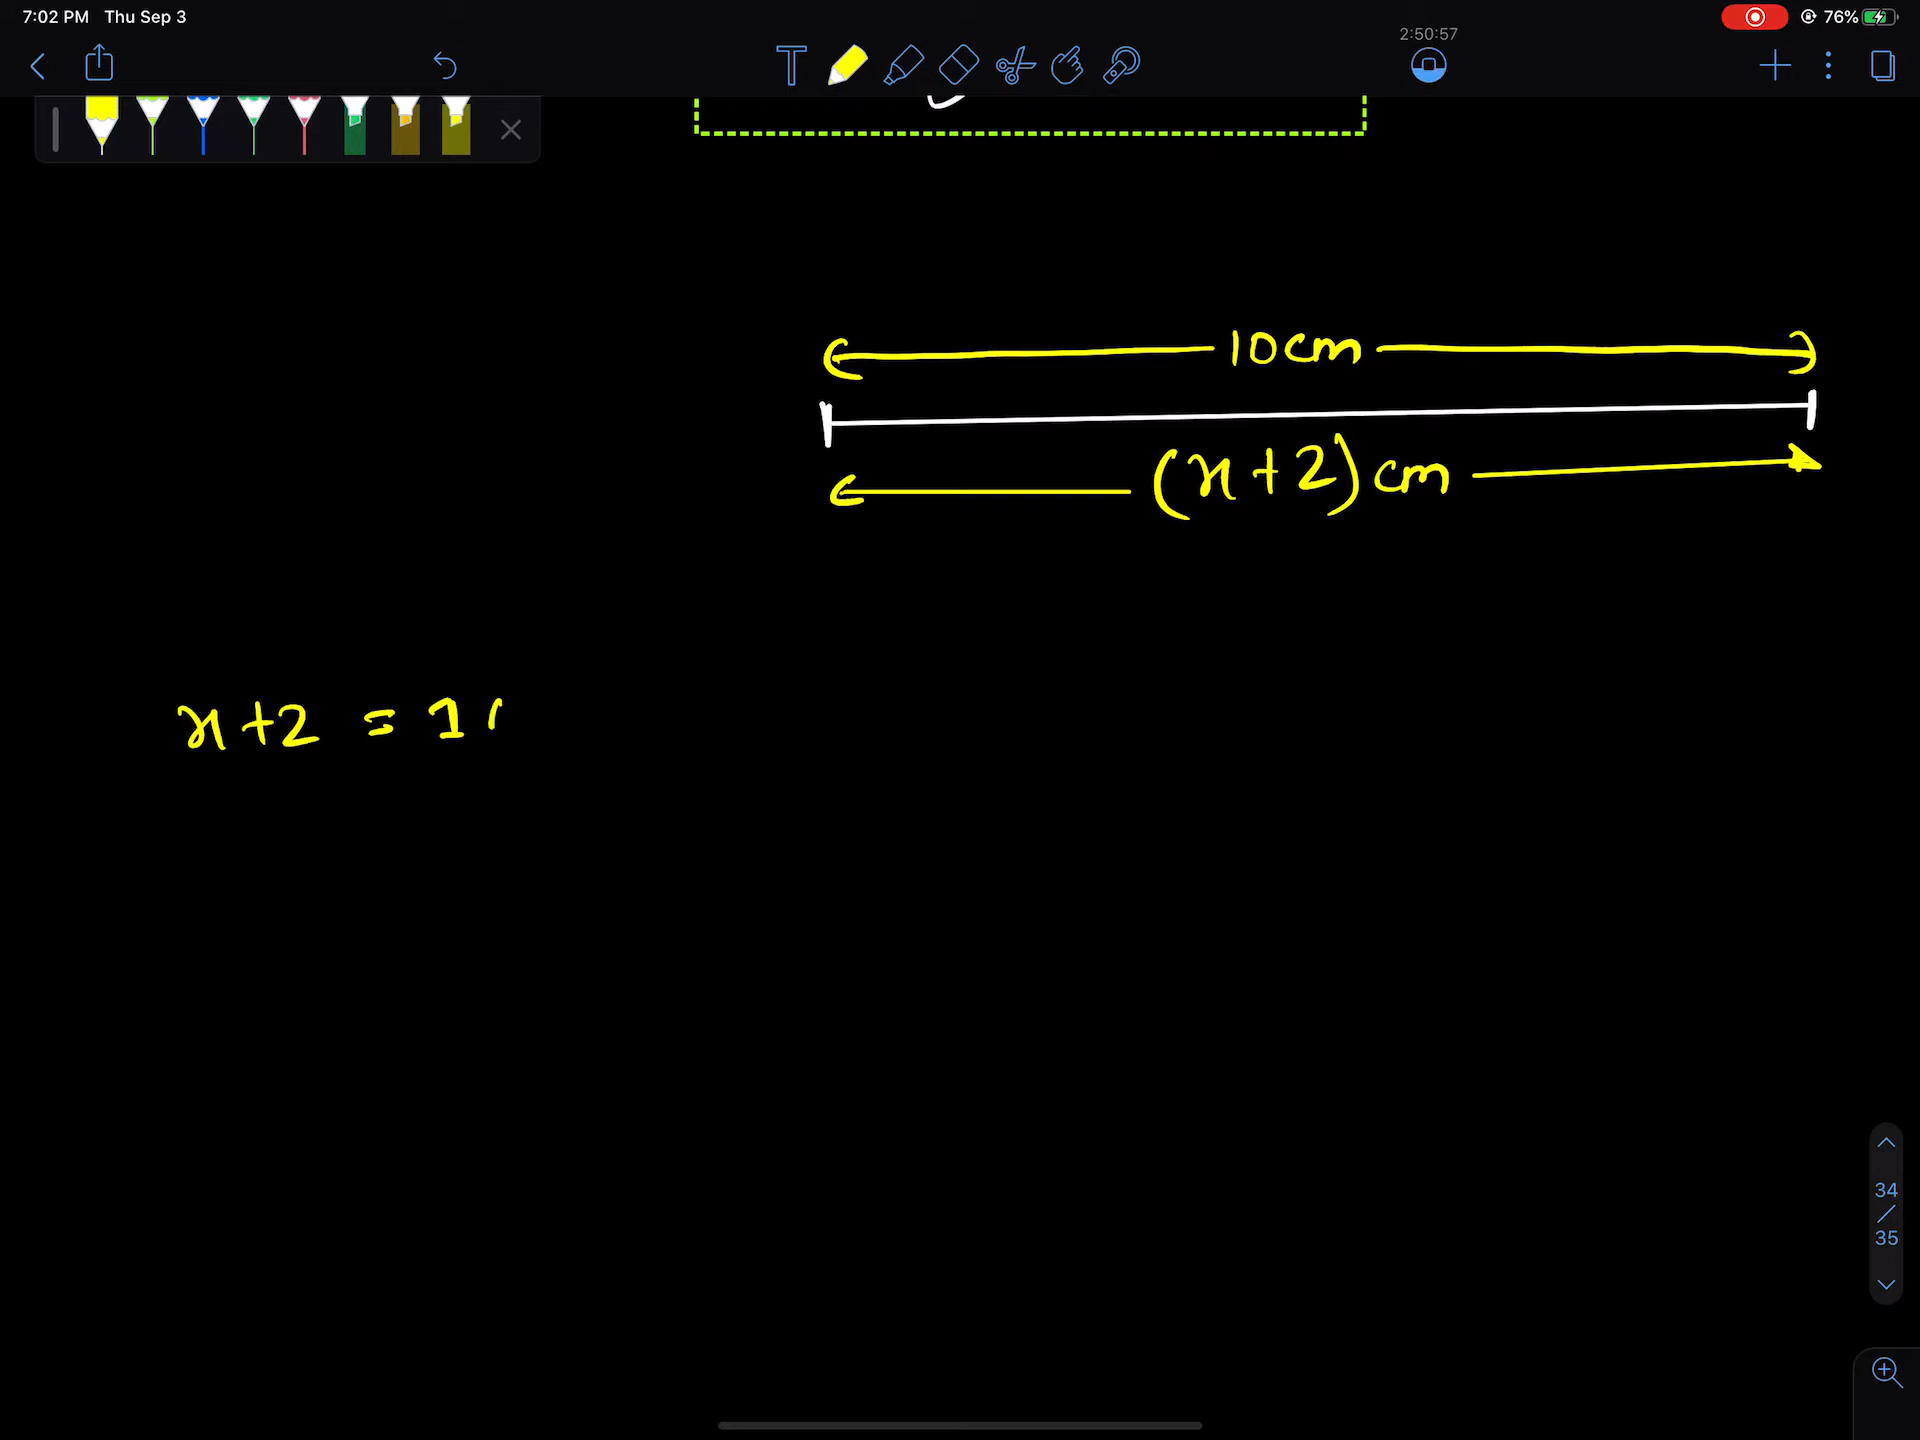 7:02 PM Thu Sep 3
76%
2:50:57
10cm
(x+2) cm
x+2 = 1
34
35